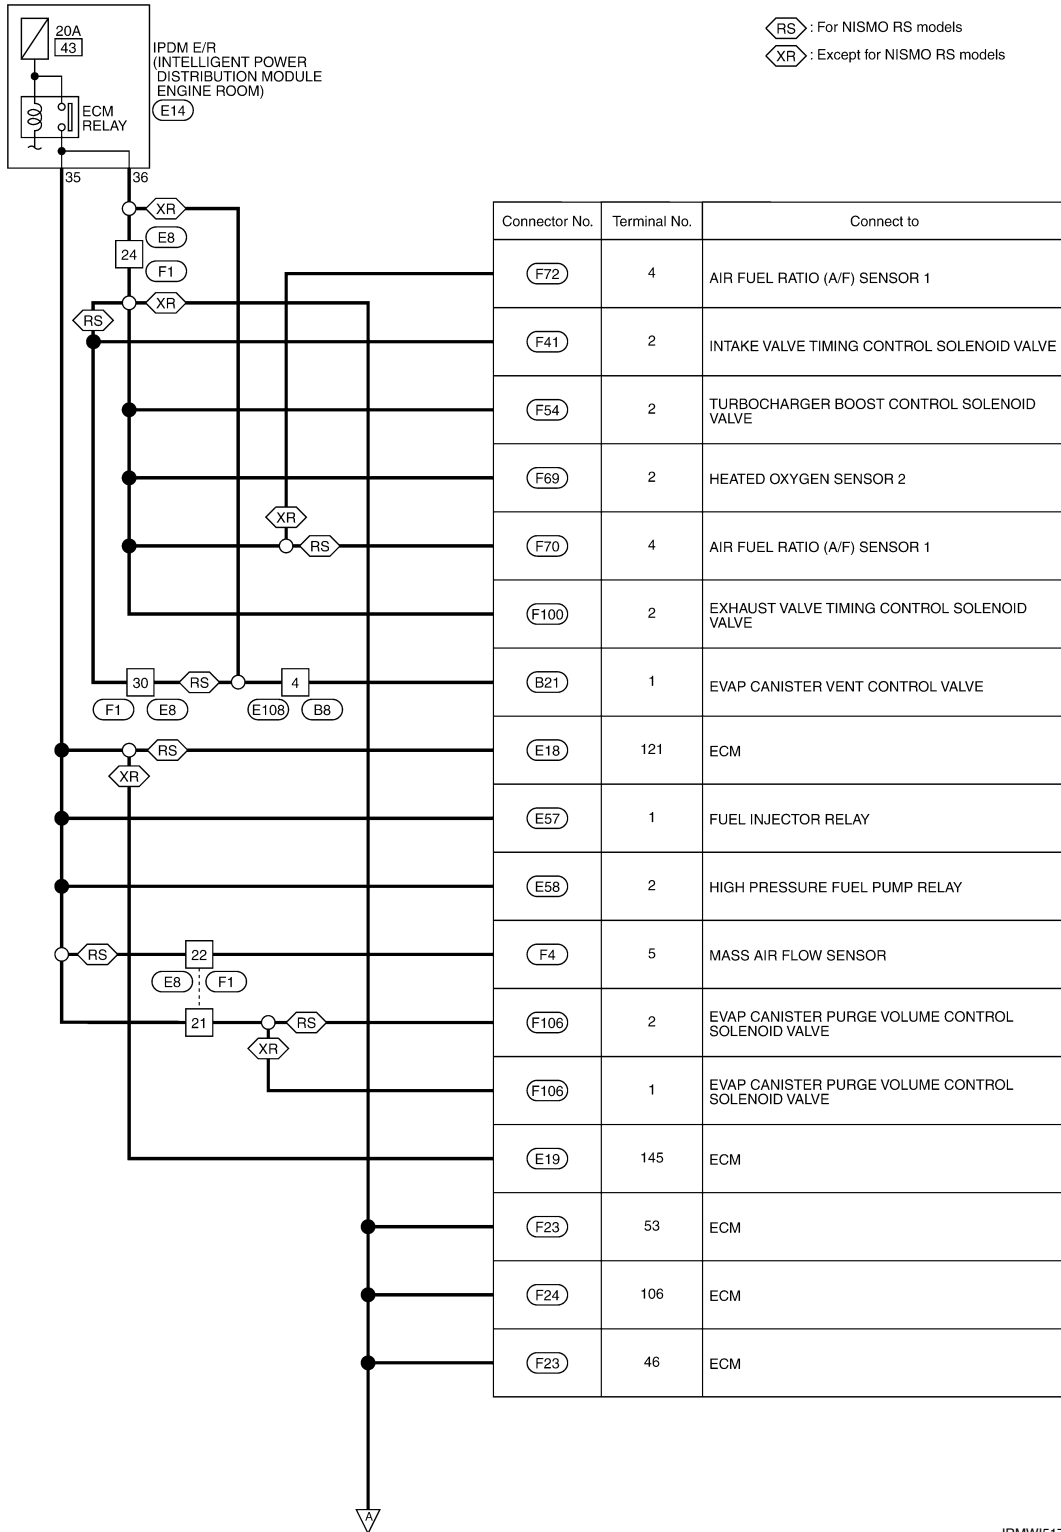 20A
43
IPDM E/R
(INTELLIGENT POWER
DISTRIBUTION MODULE
ENGINE ROOM)
E14
ECM
RELAY
RS : For NISMO RS models
XR : Except for NISMO RS models
35 36
XR
E8
24
F1
XR
RS
XR
RS
30 RS 4
F1 E8 E108 B8
RS
XR
RS 22
E8 F1
21 RS
XR
A
Connector No. Terminal No. Connect to
F72 4 AIR FUEL RATIO (A/F) SENSOR 1
F41 2 INTAKE VALVE TIMING CONTROL SOLENOID VALVE
F54 2 TURBOCHARGER BOOST CONTROL SOLENOID
VALVE
F69 2 HEATED OXYGEN SENSOR 2
F70 4 AIR FUEL RATIO (A/F) SENSOR 1
F100 2 EXHAUST VALVE TIMING CONTROL SOLENOID
VALVE
B21 1 EVAP CANISTER VENT CONTROL VALVE
E18 121 ECM
E57 1 FUEL INJECTOR RELAY
E58 2 HIGH PRESSURE FUEL PUMP RELAY
F4 5 MASS AIR FLOW SENSOR
F106 2 EVAP CANISTER PURGE VOLUME CONTROL
SOLENOID VALVE
F106 1 EVAP CANISTER PURGE VOLUME CONTROL
SOLENOID VALVE
E19 145 ECM
F23 53 ECM
F24 106 ECM
F23 46 ECM